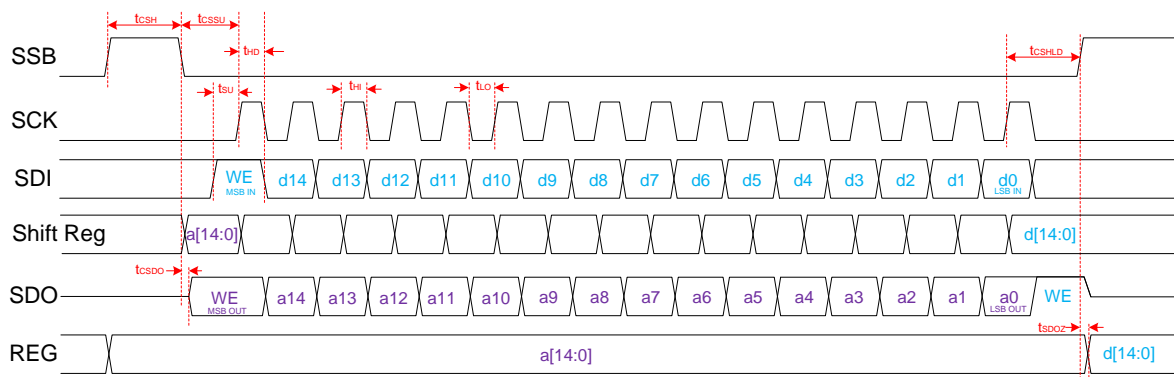 tCSH tCSSU
SSB tHD tCSHLD
tSU tHI tLO
SCK
SDI WE d14 d13 d12 d11 d10 d9 d8 d7 d6 d5 d4 d3 d2 d1 d0
MSB IN LSB IN
Shift Reg a[14:0] d[14:0]
tCSDO
SDO WE a14 a13 a12 a11 a10 a9 a8 a7 a6 a5 a4 a3 a2 a1 a0 WE
MSB OUT LSB OUT
tSDOZ
REG a[14:0] d[14:0]